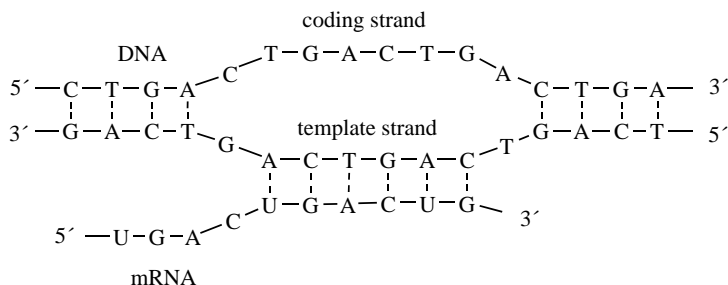 coding strand
DNA
5´ C T G A C T G A C T G A C T G A 3´
3´ G A C T G A C T G A C T G A C T 5´
template strand
5´ U G A C U G A C U G 3´
mRNA